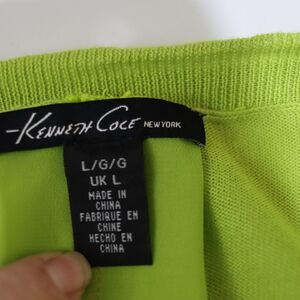 KENNETH COLE NEW YORK
L/G/G
UK L
MADE IN
CHINA
FABRIQUE EN
CHINE
HECHO EN
CHINA